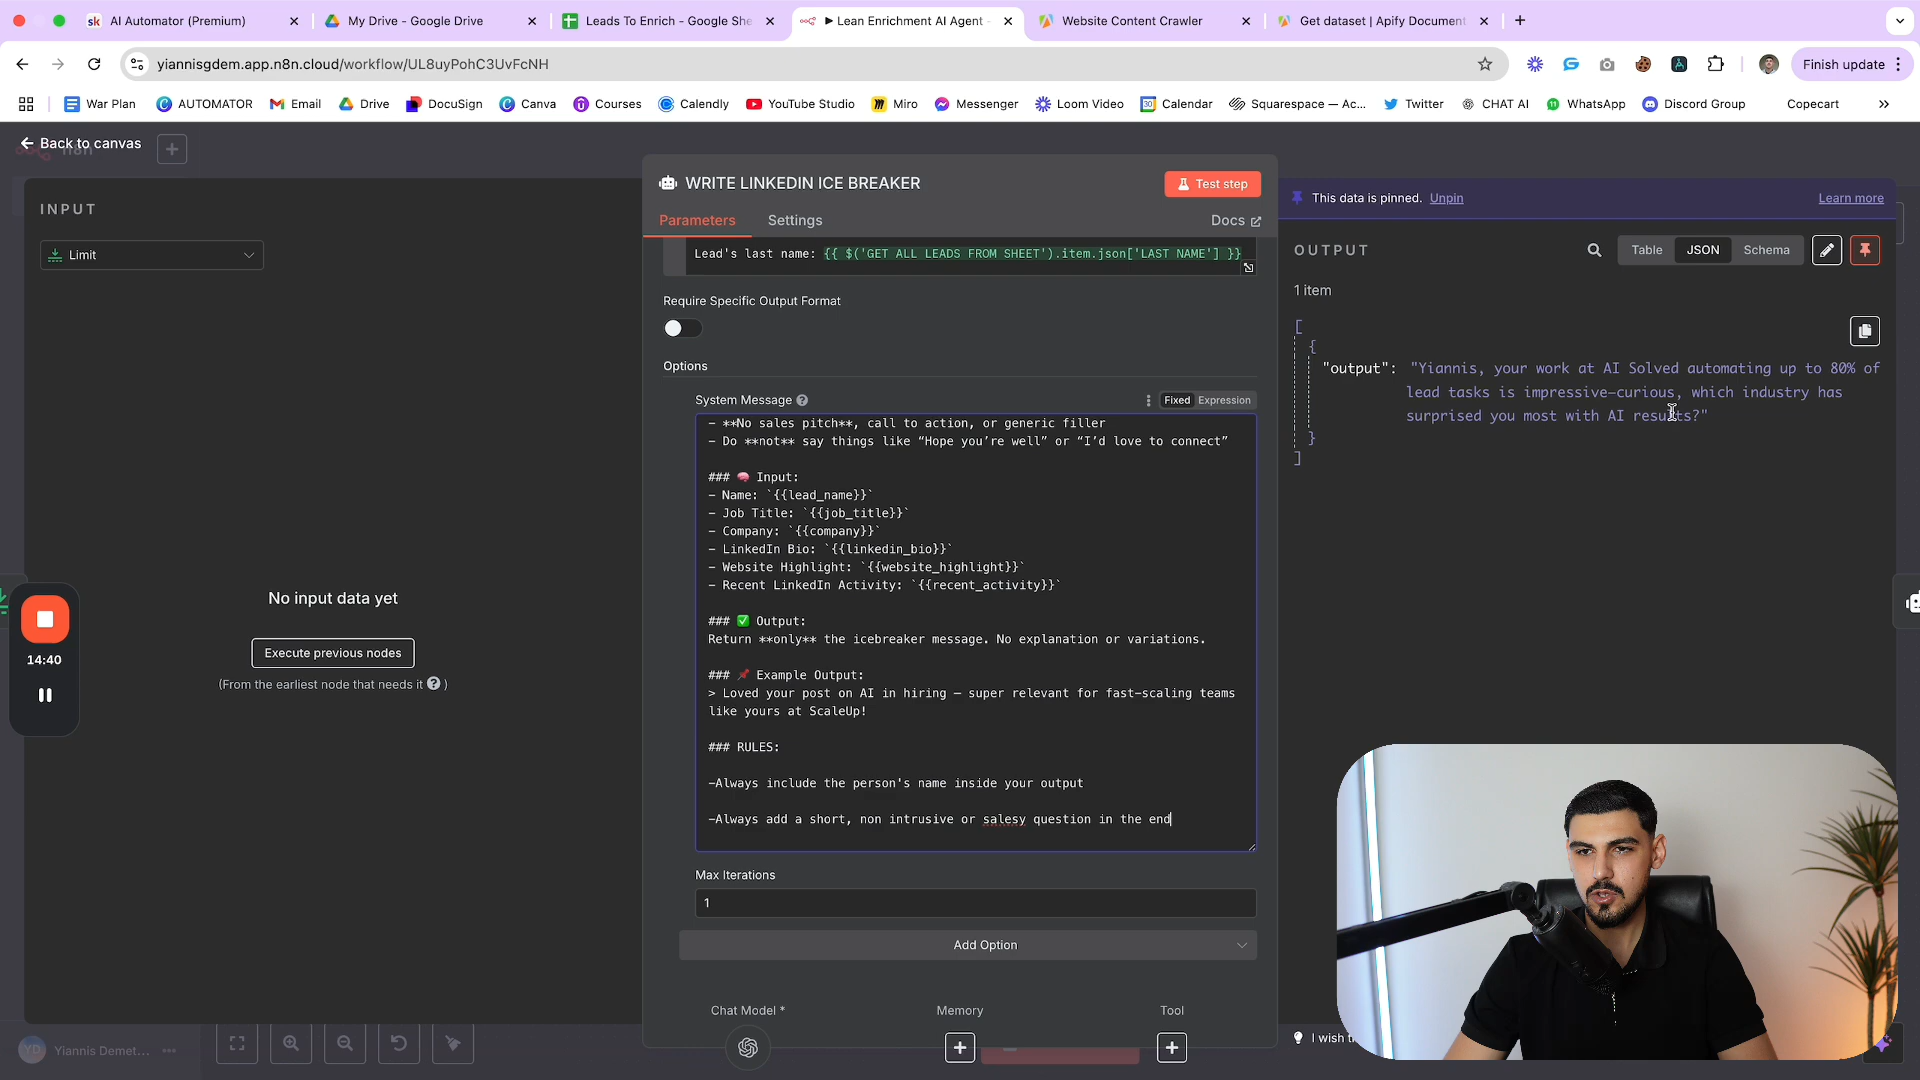 AI Automator (Premium)
My Drive - Google Drive
Leads To Enrich - Google She
Lean Enrichment AI Agent -
Website Content Crawler
Get dataset | Apify Document
yiannisgdem.app.n8n.cloud/workflow/UL8uyPohC3UvFcNH
Finish update
War Plan
AUTOMATOR
Email
Drive
DocuSign
Canva
Courses
Calendly
YouTube Studio
Miro
Messenger
Loom Video
Calendar
Squarespace — Ac...
Twitter
CHAT AI
WhatsApp
Discord Group
Copecart
Back to canvas
n8n
INPUT
Limit
No input data yet
Execute previous nodes
(From the earliest node that needs it ? )
14:40
Yiannis Demet...
WRITE LINKEDIN ICE BREAKER
Test step
Parameters
Settings
Docs
Lead's last name: {{ $('GET ALL LEADS FROM SHEET').item.json['LAST NAME'] }}
Require Specific Output Format
Options
System Message
Fixed
Expression
– **No sales pitch**, call to action, or generic filler
– Do **not** say things like “Hope you’re well” or “I’d love to connect”
### 🧠 Input:
– Name: `{{lead_name}}`
– Job Title: `{{job_title}}`
– Company: `{{company}}`
– LinkedIn Bio: `{{linkedin_bio}}`
– Website Highlight: `{{website_highlight}}`
– Recent LinkedIn Activity: `{{recent_activity}}`
### ✅ Output:
Return **only** the icebreaker message. No explanation or variations.
### 📌 Example Output:
> Loved your post on AI in hiring — super relevant for fast-scaling teams
like yours at ScaleUp!
### RULES:
-Always include the person's name inside your output
-Always add a short, non intrusive or salesy question in the end
Max Iterations
1
Add Option
Chat Model *
Memory
Tool
This data is pinned.
Unpin
Learn more
OUTPUT
Table
JSON
Schema
1 item
[
{
"output": "Yiannis, your work at AI Solved automating up to 80% of
lead tasks is impressive-curious, which industry has
surprised you most with AI results?"
}
]
I wish